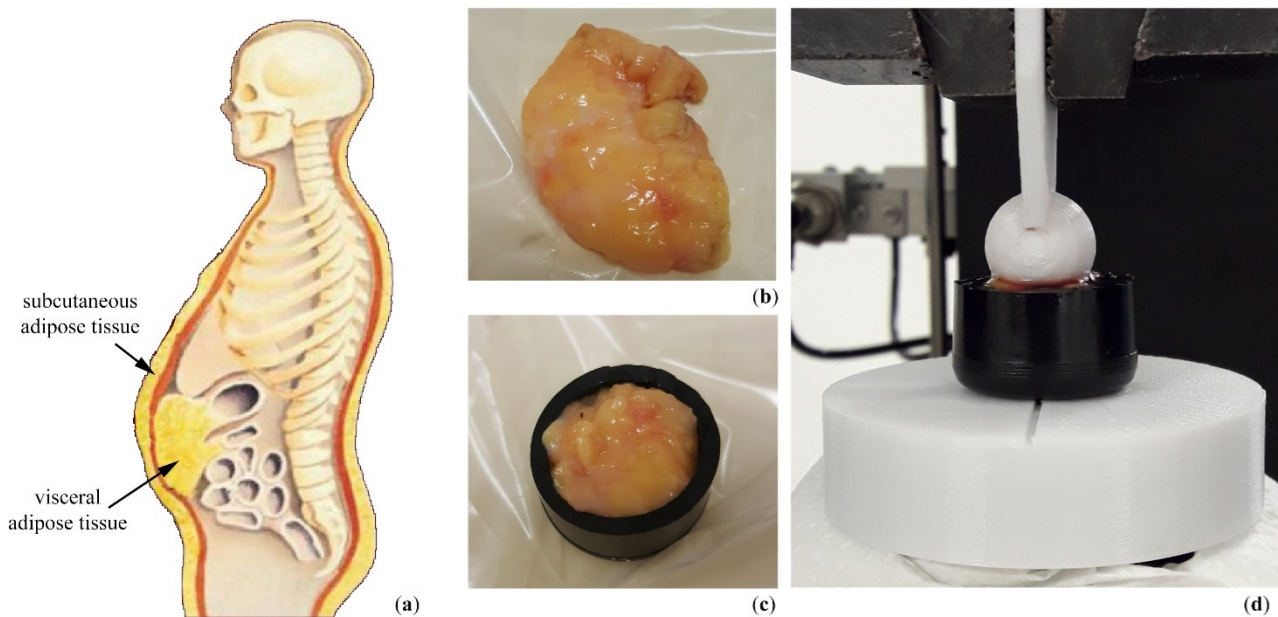 subcutaneous
adipose tissue
visceral
adipose tissue
(a)
(b)
(c)
(d)